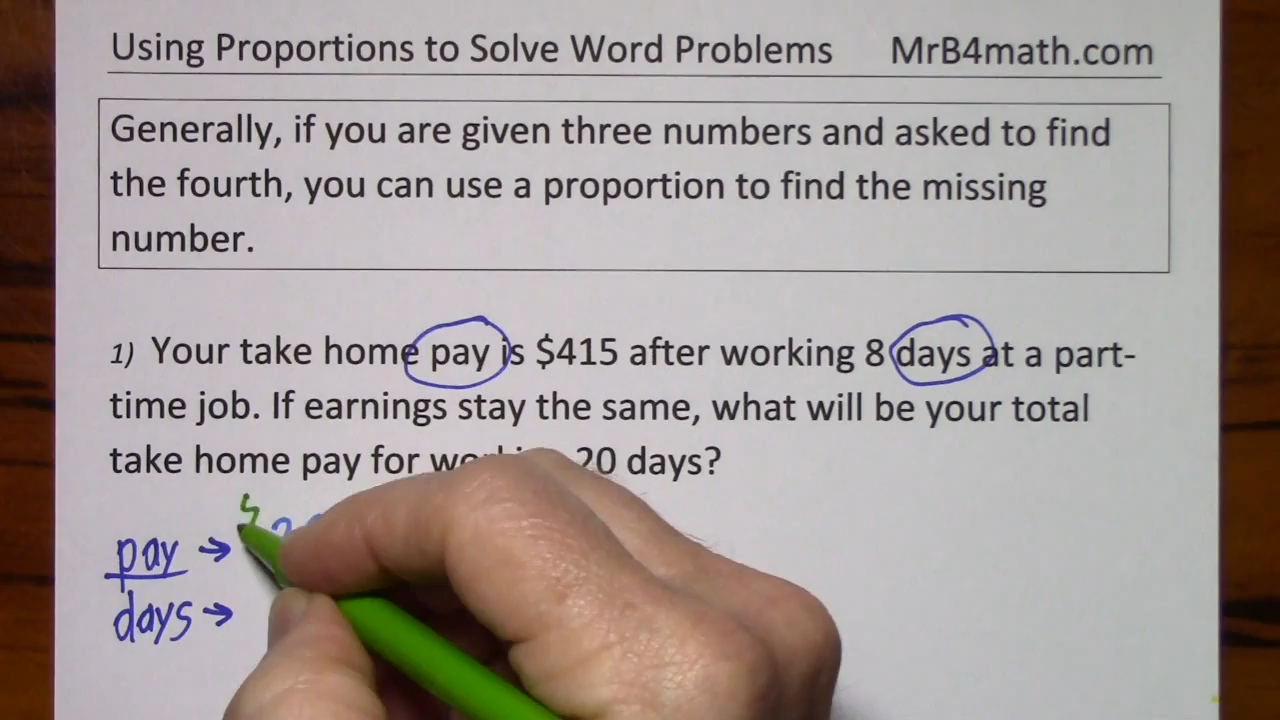 Using Proportions to Solve Word Problems MrB4math.com
Generally, if you are given three numbers and asked to find
the fourth, you can use a proportion to find the missing
number.
1) Your take home pay is $415 after working 8 days at a part-
time job. If earnings stay the same, what will be your total
take home pay for 20 days?
pay →
days →